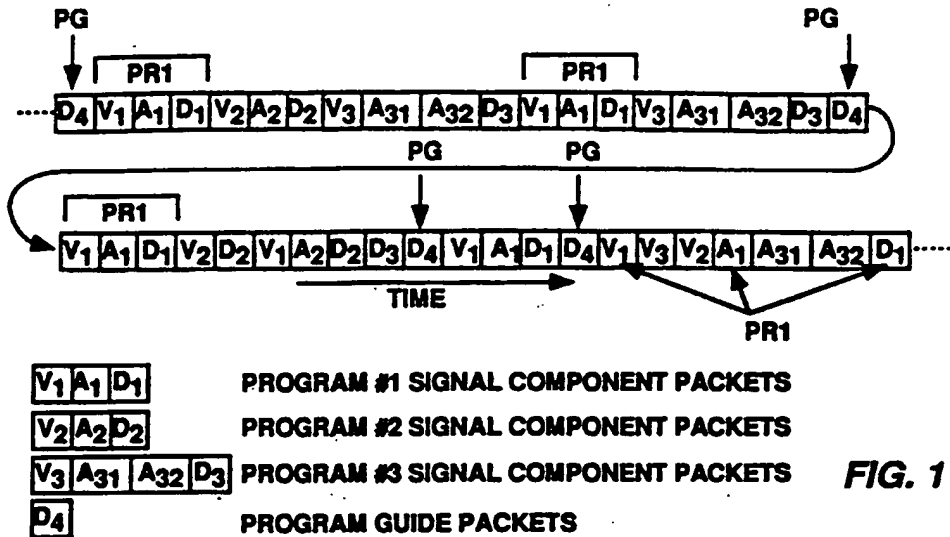 PG PG
PR1 PR1
D4 V1 A1 D1 V2 A2 D2 V3 A31 A32 D3 V1 A1 D1 V3 A31 A32 D3 D4
PG PG
PR1
V1 A1 D1 V2 D2 V1 A2 D2 D3 D4 V1 A1 D1 D4 V1 V3 V2 A1 A31 A32 D1
TIME
PR1
V1 A1 D1 PROGRAM #1 SIGNAL COMPONENT PACKETS
V2 A2 D2 PROGRAM #2 SIGNAL COMPONENT PACKETS
V3 A31 A32 D3 PROGRAM #3 SIGNAL COMPONENT PACKETS
FIG. 1
D4 PROGRAM GUIDE PACKETS